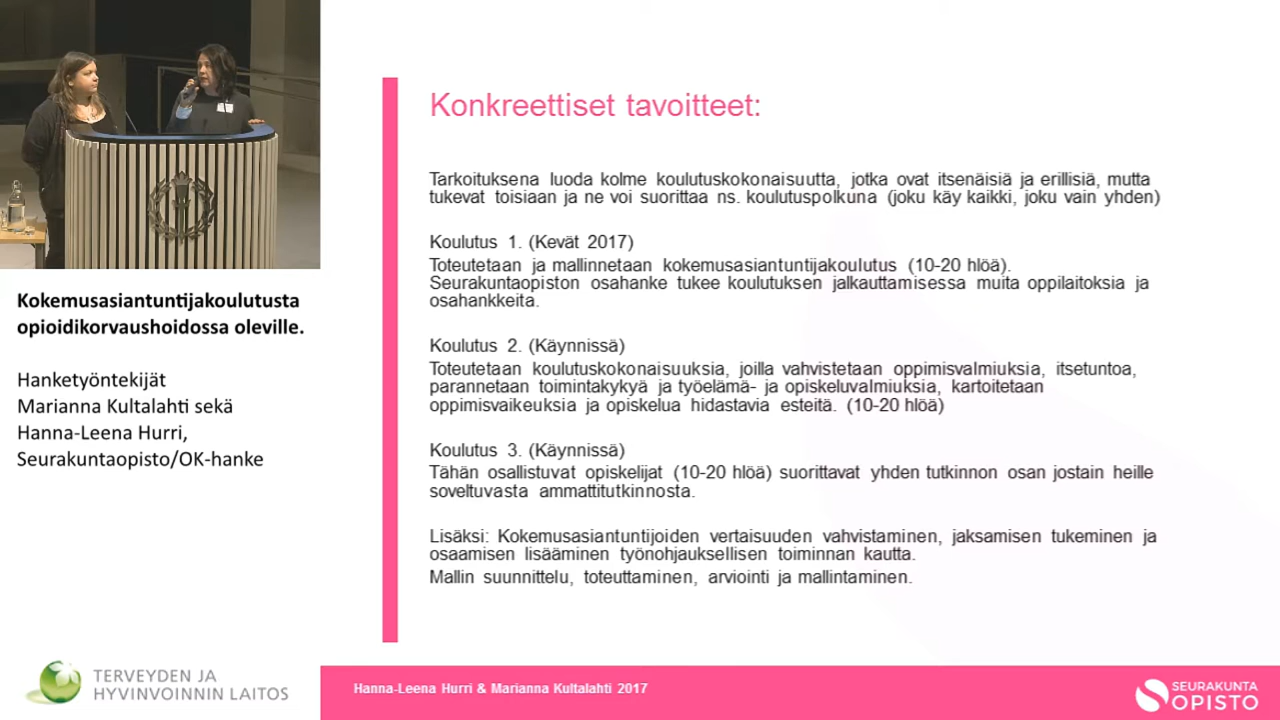 Kokemusasiantuntijakoulutusta
opioidikorvaushoidossa oleville.
Hanketyöntekijät
Marianna Kultalahti sekä
Hanna-Leena Hurri,
Seurakuntaopisto/OK-hanke
TERVEYDEN JA
HYVINVOINNIN LAITOS
Konkreettiset tavoitteet:
Tarkoituksena luoda kolme koulutuskokonaisuutta, jotka ovat itsenäisiä ja erillisiä, mutta
tukevat toisiaan ja ne voi suorittaa ns. koulutuspolkuna (joku käy kaikki, joku vain yhden)
Koulutus 1. (Kevät 2017)
Toteutetaan ja mallinnetaan kokemusasiantuntijakoulutus (10-20 hlöä).
Seurakuntaopiston osahanke tukee koulutuksen jalkauttamisessa muita oppilaitoksia ja
osahankkeita.
Koulutus 2. (Käynnissä)
Toteutetaan koulutuskokonaisuuksia, joilla vahvistetaan oppimisvalmiuksia, itsetuntoa,
parannetaan toimintakykyä ja työelämä- ja opiskeluvalmiuksia, kartoitetaan
oppimisvaikeuksia ja opiskelua hidastavia esteitä. (10-20 hlöä)
Koulutus 3. (Käynnissä)
Tähän osallistuvat opiskelijat (10-20 hlöä) suorittavat yhden tutkinnon osan jostain heille
soveltuvasta ammattitutkinnosta.
Lisäksi: Kokemusasiantuntijoiden vertaisuuden vahvistaminen, jaksamisen tukeminen ja
osaamisen lisääminen työnohjauksellisen toiminnan kautta.
Mallin suunnittelu, toteuttaminen, arviointi ja mallintaminen.
Hanna-Leena Hurri & Marianna Kultalahti 2017
SEURAKUNTA
OPISTO